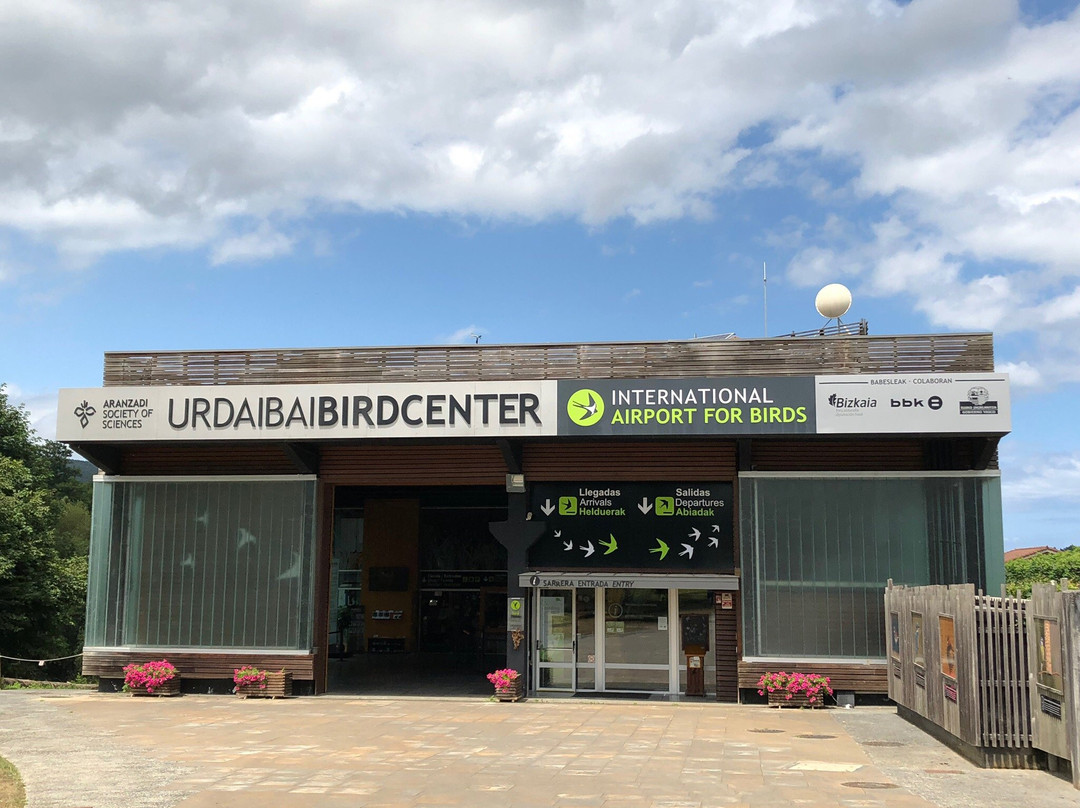 ARANZADI
SOCIETY OF
SCIENCES
URDAIBAIBIRDCENTER
INTERNATIONAL
AIRPORT FOR BIRDS
BABESLEAK - COLABORAN
Bizkaia
bbk
Llegadas
Arrivals
Helduerak
Salidas
Departures
Abiadak
i SARRERA ENTRADA ENTRY